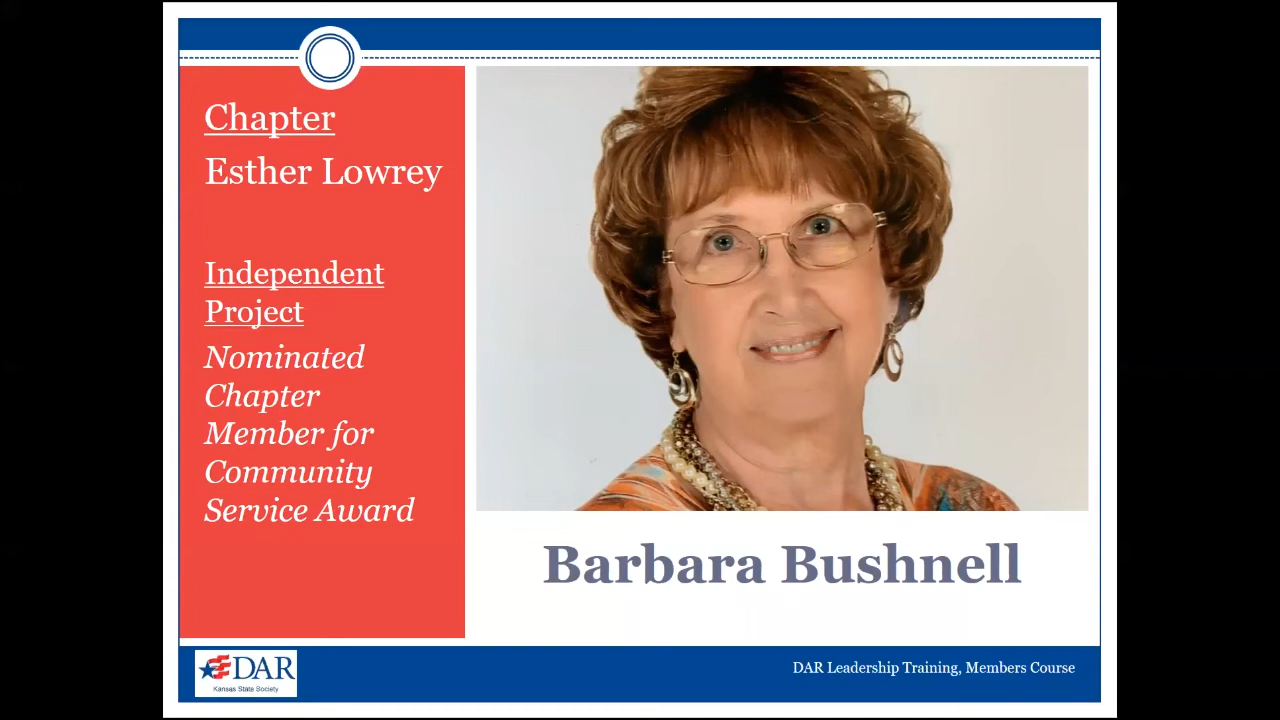 Chapter
Esther Lowrey
Independent
Project
Nominated
Chapter
Member for
Community
Service Award
Barbara Bushnell
DAR
Kansas State Society
DAR Leadership Training, Members Course